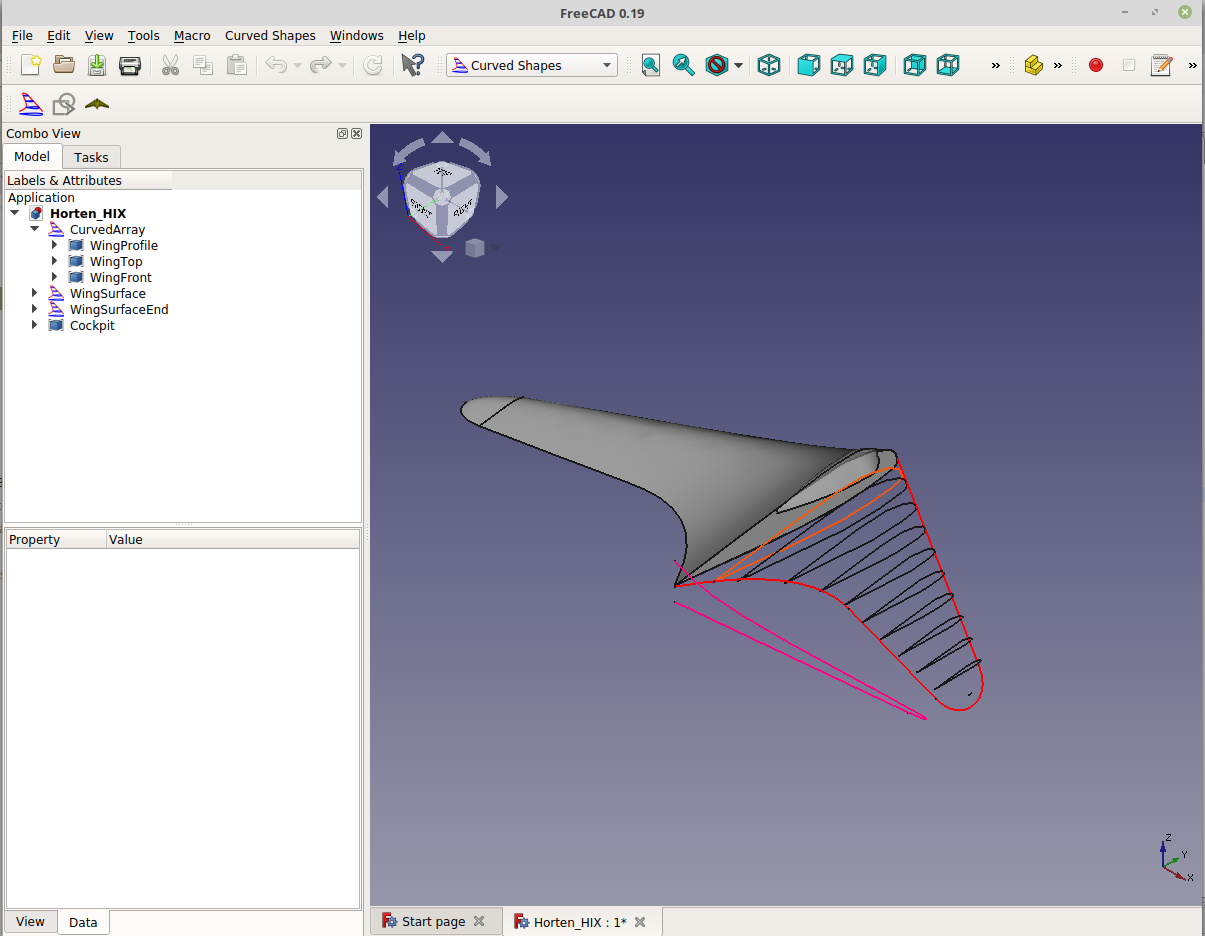 FreeCAD 0.19
File Edit View Tools Macro Curved Shapes Windows Help
Curved Shapes
» » »
Combo View
Model Tasks
Labels & Attributes
Application
Horten_HIX
CurvedArray
WingProfile
WingTop
WingFront
WingSurface
WingSurfaceEnd
Cockpit
Property Value
View Data
RIGHT
Z
Y
X
Start page Horten_HIX : 1*